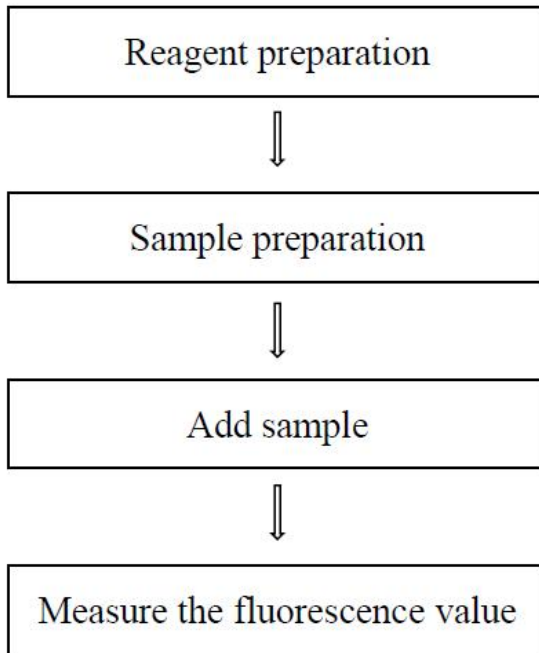 Reagent preparation
Sample preparation
Add sample
Measure the fluorescence value